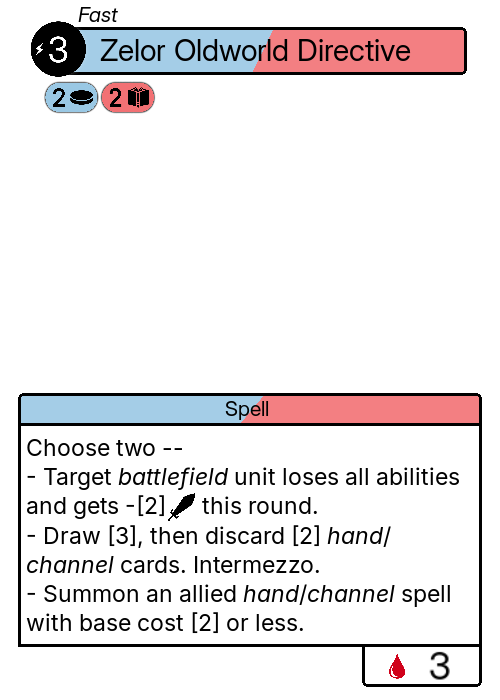 Fast
3 Zelor Oldworld Directive
2 2
Spell
Choose two --
- Target battlefield unit loses all abilities
and gets -[2] this round.
- Draw [3], then discard [2] hand/
channel cards. Intermezzo.
- Summon an allied hand/channel spell
with base cost [2] or less.
3